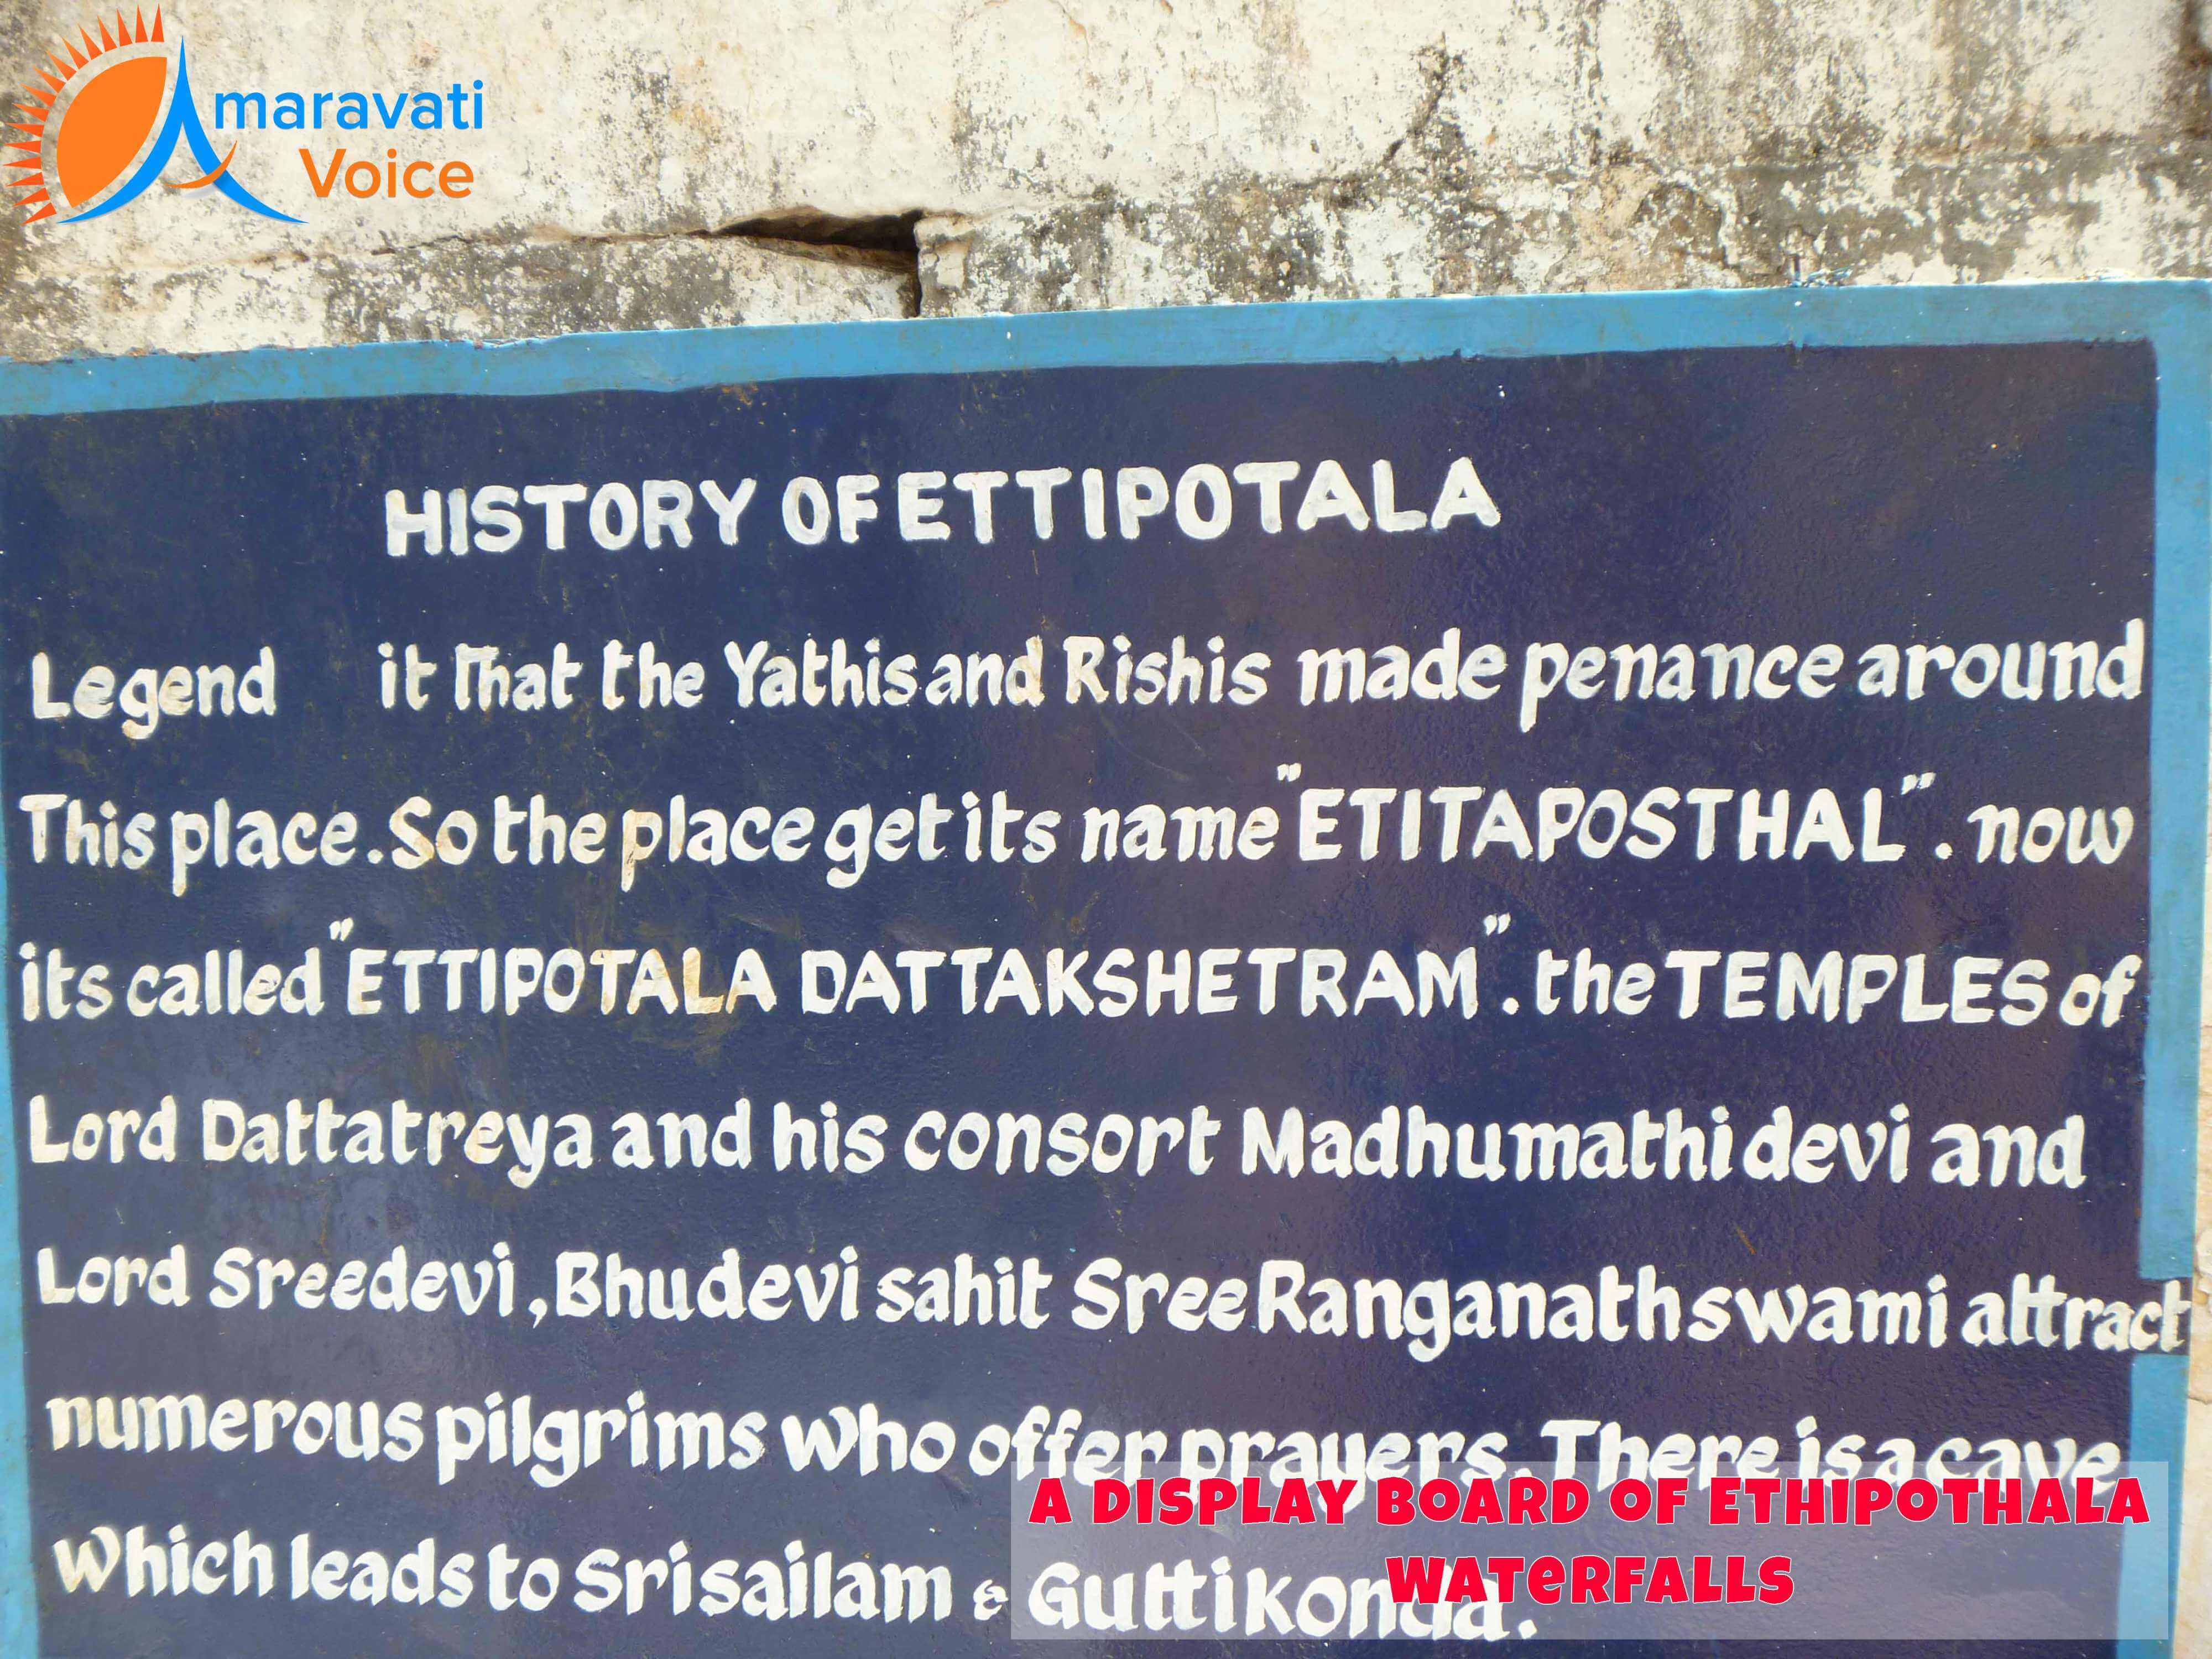 Amaravati
Voice
HISTORY OF ETTIPOTALA
Legend it that the Yathis and Rishis made penance around
This place. So the place get its name "ETITAPOSTHAL". now
its called "ETTIPOTALA DATTAKSHETRAM". the TEMPLES of
Lord Dattatreya and his consort Madhumathi devi and
Lord Sreedevi, Bhudevi sahit Sree Ranganathswami attract
numerous pilgrims who offer prayers. There is a cave
which leads to Srisailam & Guttikonda.
A DISPLAY BOARD OF ETHIPOTHALA
WATERFALLS